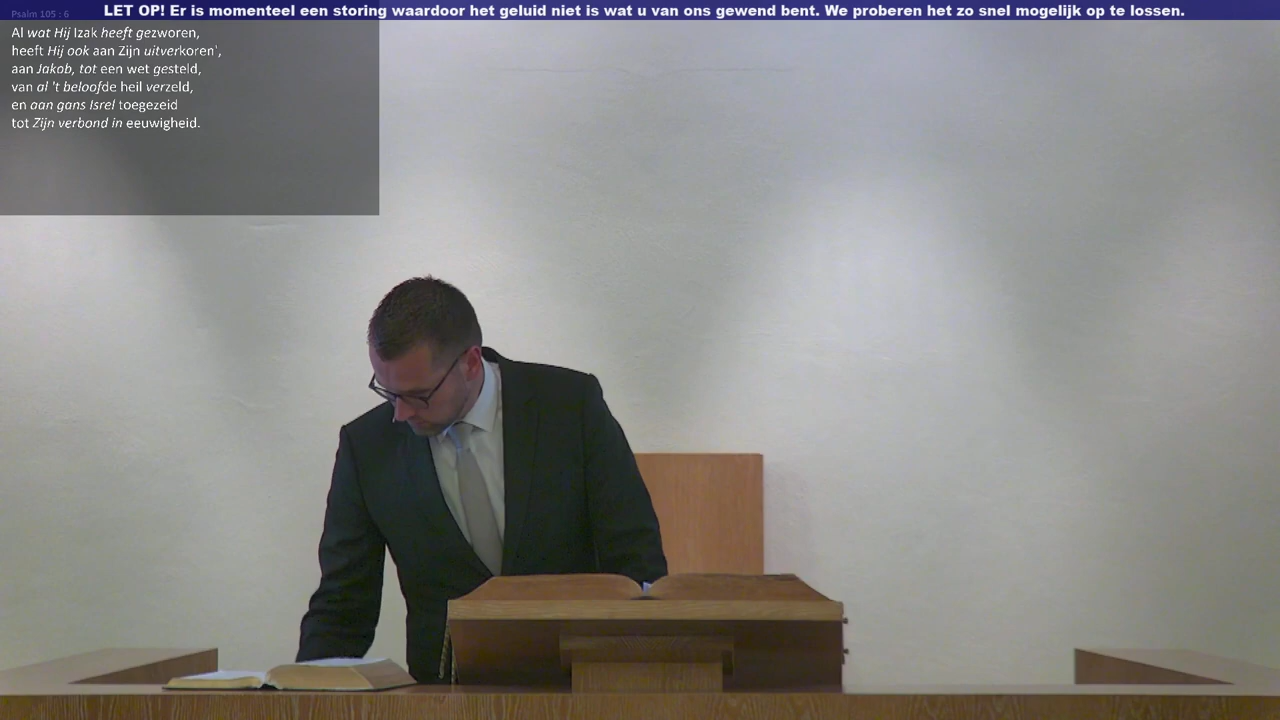 LET OP! Er is momenteel een storing waardoor het geluid niet is wat u van ons gewend bent. We proberen het zo snel mogelijk op te lossen.
Psalm 105 : 6
Al wat Hij Izak heeft gezworen,
heeft Hij ook aan Zijn uitverkoren',
aan Jakob, tot een wet gesteld,
van al 't beloofde heil verzeld,
en aan gans Isrel toegezeid
tot Zijn verbond in eeuwigheid.